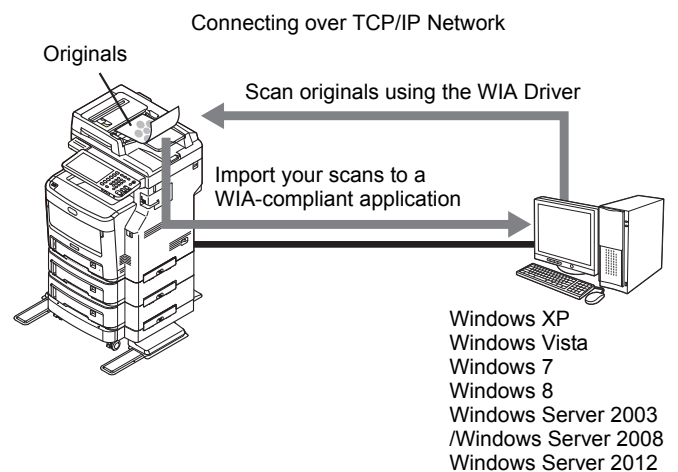 Connecting over TCP/IP Network
Originals
Scan originals using the WIA Driver
Import your scans to a
WIA-compliant application
Windows XP
Windows Vista
Windows 7
Windows 8
Windows Server 2003
/Windows Server 2008
Windows Server 2012